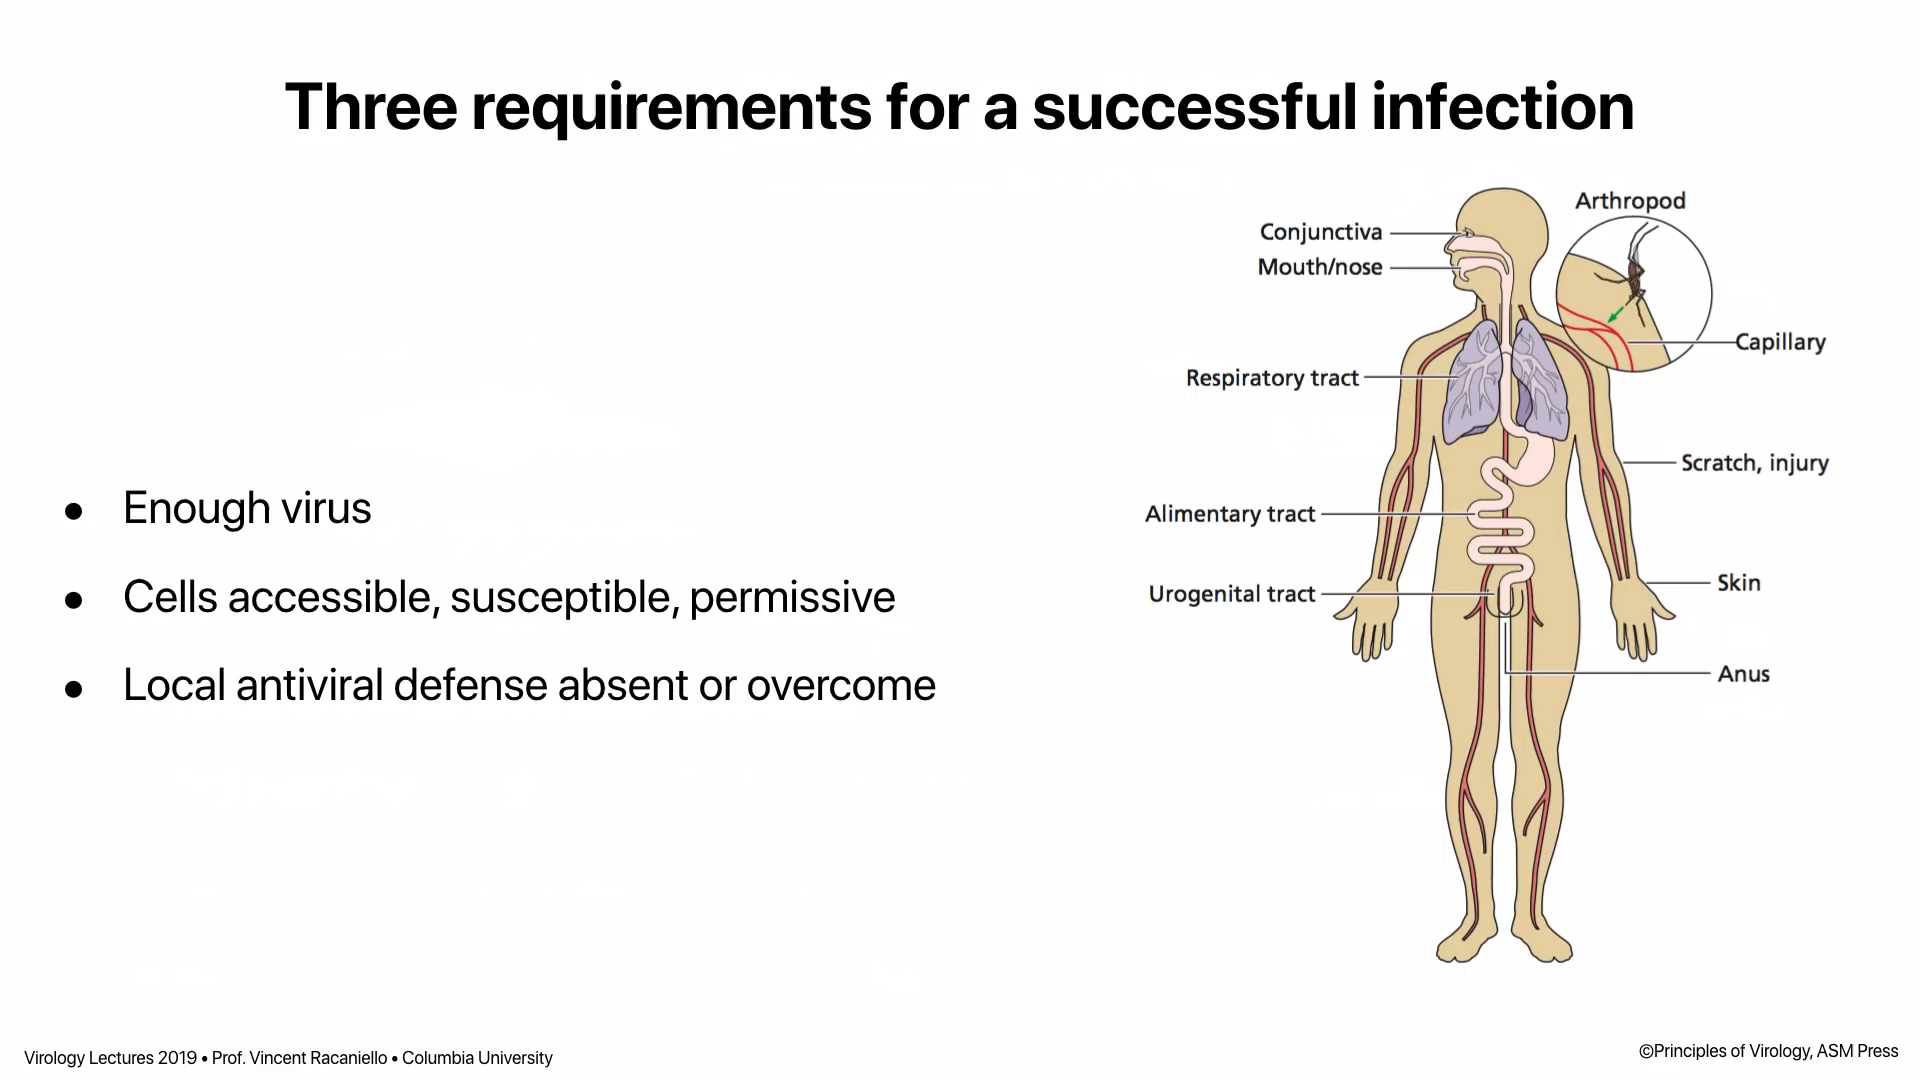 Three requirements for a successful infection
• Enough virus
• Cells accessible, susceptible, permissive
• Local antiviral defense absent or overcome
Arthropod
Conjunctiva
Mouth/nose
Capillary
Respiratory tract
Scratch, injury
Alimentary tract
Skin
Urogenital tract
Anus
Virology Lectures 2019 • Prof. Vincent Racaniello • Columbia University
©Principles of Virology, ASM Press